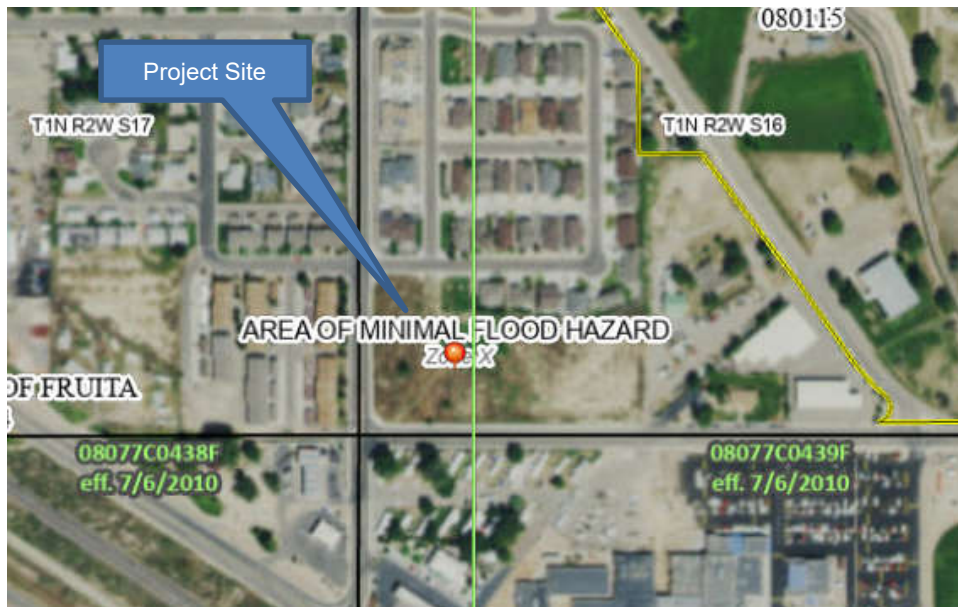 080115
Project Site
T1N R2W S17
T1N R2W S16
AREA OF MINIMAL FLOOD HAZARD
Zone X
OF FRUITA
08077C0438F
eff. 7/6/2010
08077C0439F
eff. 7/6/2010